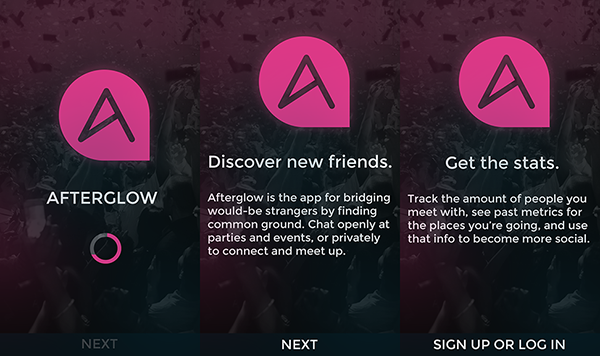 AFTERGLOW
NEXT
Discover new friends.
Afterglow is the app for bridging
would-be strangers by finding
common ground. Chat openly at
parties and events, or privately
to connect and meet up.
NEXT
Get the stats.
Track the amount of people you
meet with, see past metrics for
the places you're going, and use
that info to become more social.
SIGN UP OR LOG IN